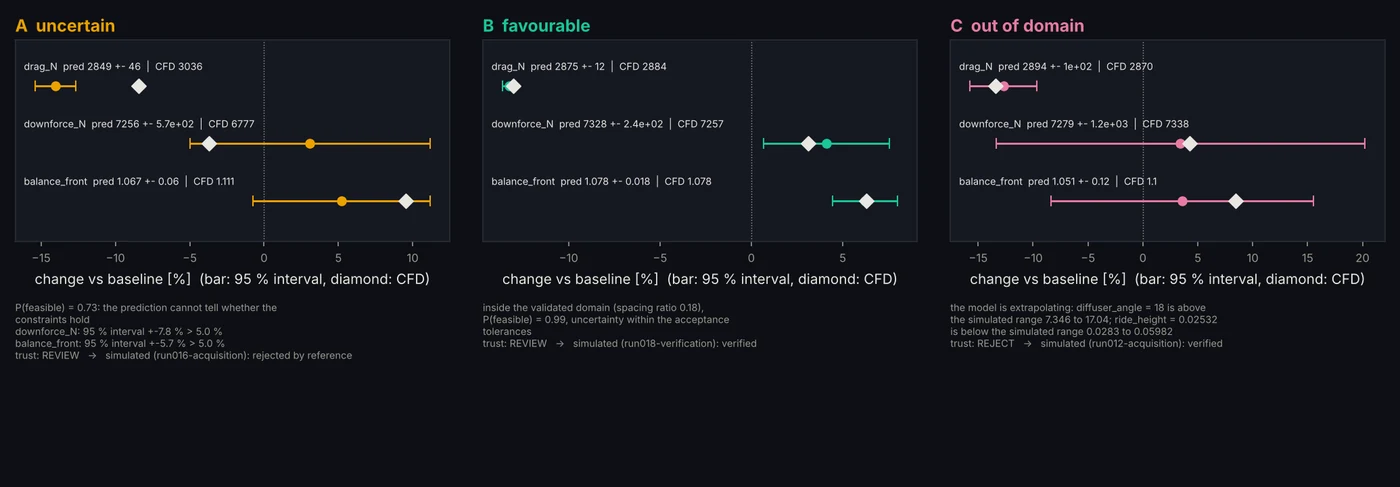 A uncertain
drag_N pred 2849 +- 46 | CFD 3036
downforce_N pred 7256 +- 5.7e+02 | CFD 6777
balance_front pred 1.067 +- 0.06 | CFD 1.111
−15 −10 −5 0 5 10
change vs baseline [%] (bar: 95 % interval, diamond: CFD)
P(feasible) = 0.73: the prediction cannot tell whether the
constraints hold
downforce_N: 95 % interval +-7.8 % > 5.0 %
balance_front: 95 % interval +-5.7 % > 5.0 %
trust: REVIEW → simulated (run016-acquisition): rejected by reference
B favourable
drag_N pred 2875 +- 12 | CFD 2884
downforce_N pred 7328 +- 2.4e+02 | CFD 7257
balance_front pred 1.078 +- 0.018 | CFD 1.078
−10 −5 0 5
change vs baseline [%] (bar: 95 % interval, diamond: CFD)
inside the validated domain (spacing ratio 0.18),
P(feasible) = 0.99, uncertainty within the acceptance
tolerances
trust: REVIEW → simulated (run018-verification): verified
C out of domain
drag_N pred 2894 +- 1e+02 | CFD 2870
downforce_N pred 7279 +- 1.2e+03 | CFD 7338
balance_front pred 1.051 +- 0.12 | CFD 1.1
−15 −10 −5 0 5 10 15 20
change vs baseline [%] (bar: 95 % interval, diamond: CFD)
the model is extrapolating: diffuser_angle = 18 is above
the simulated range 7.346 to 17.04; ride_height = 0.02532
is below the simulated range 0.0283 to 0.05982
trust: REJECT → simulated (run012-acquisition): verified